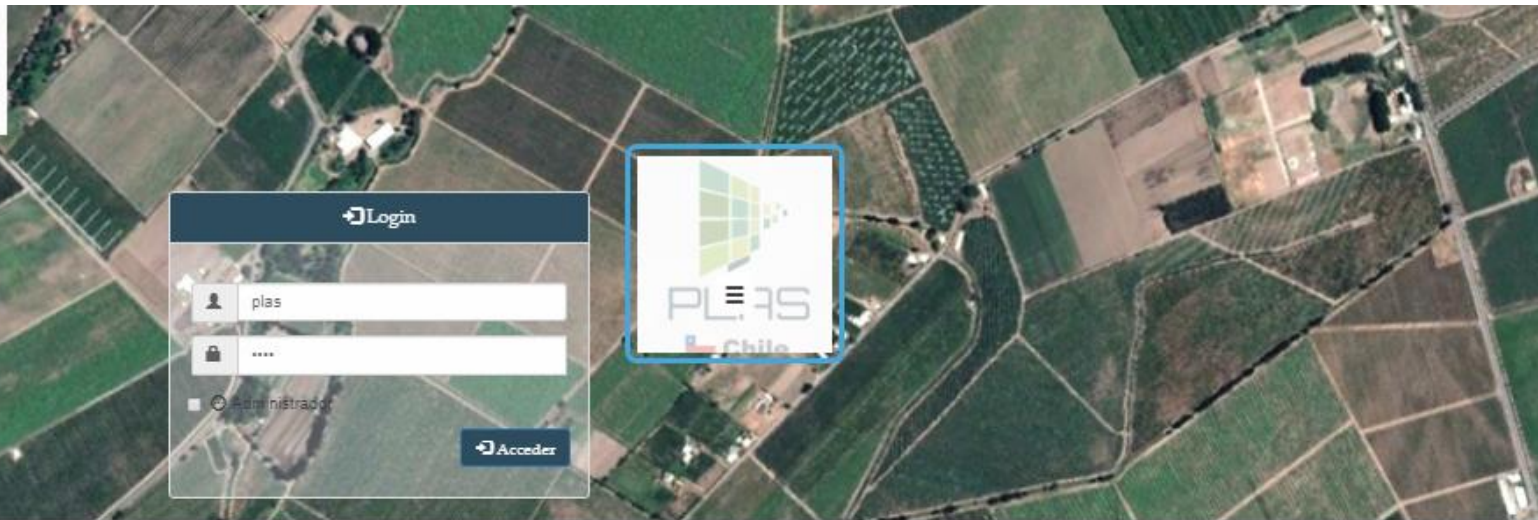 Login
plas
Administrador
Acceder
PLAS
Chile